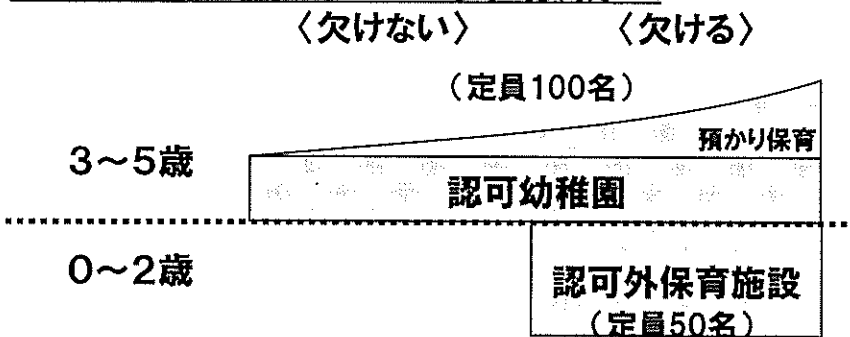 〈欠けない〉 〈欠ける〉
（定員100名）
預かり保育
3～5歳
認可幼稚園
0～2歳
認可外保育施設
（定員50名）